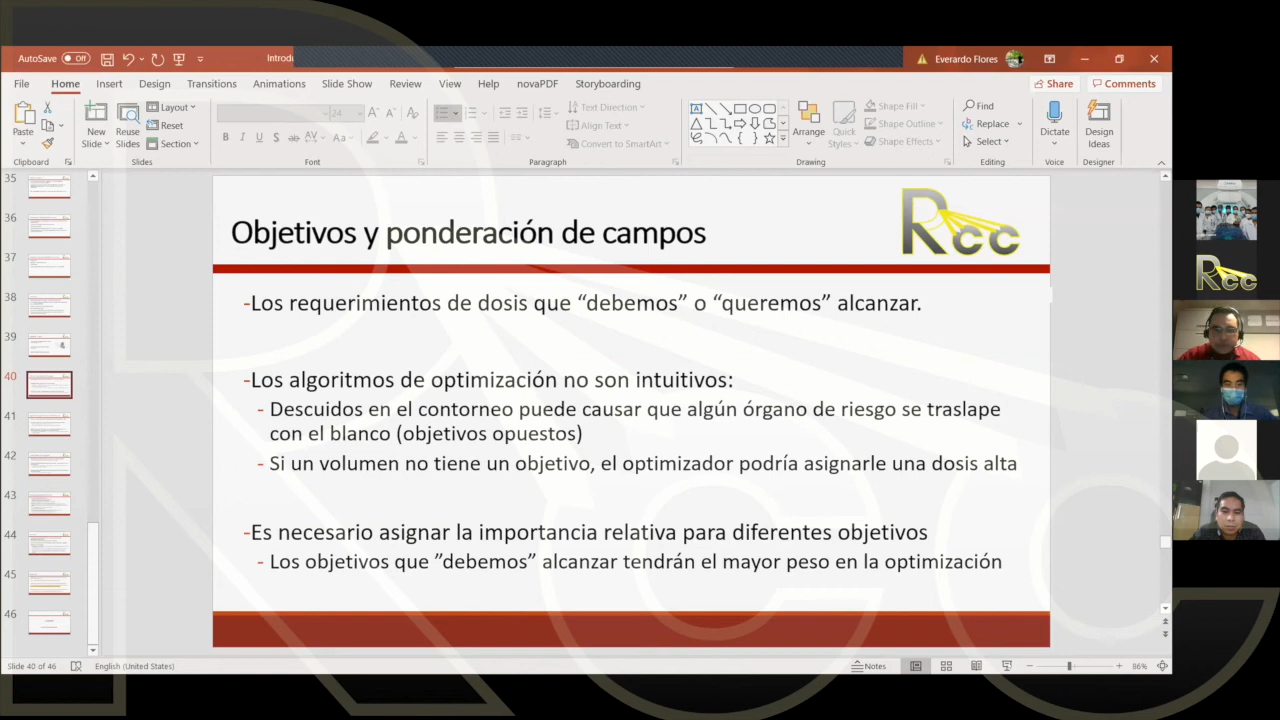 AutoSave Off
Introdu
Everardo Flores
File Home Insert Design Transitions Animations Slide Show Review View Help novaPDF Storyboarding
Share Comments
Paste
Clipboard
New Slide
Reuse Slides
Layout
Reset
Section
Slides
24
Font
Text Direction
Align Text
Convert to SmartArt
Paragraph
Arrange
Quick Styles
Shape Fill
Shape Outline
Shape Effects
Drawing
Find
Replace
Select
Editing
Dictate
Voice
Design Ideas
Designer
35
36
37
38
39
40
41
42
43
44
45
46
Objetivos y ponderación de campos
Rcc
-Los requerimientos de dosis que “debemos” o “queremos” alcanzar.
-Los algoritmos de optimización no son intuitivos:
- Descuidos en el contorneo puede causar que algún órgano de riesgo se traslape
con el blanco (objetivos opuestos)
- Si un volumen no tiene un objetivo, el optimizador podría asignarle una dosis alta
-Es necesario asignar la importancia relativa para diferentes objetivos
- Los objetivos que ”debemos” alcanzar tendrán el mayor peso en la optimización
Rcc
Slide 40 of 46
English (United States)
Notes
86%